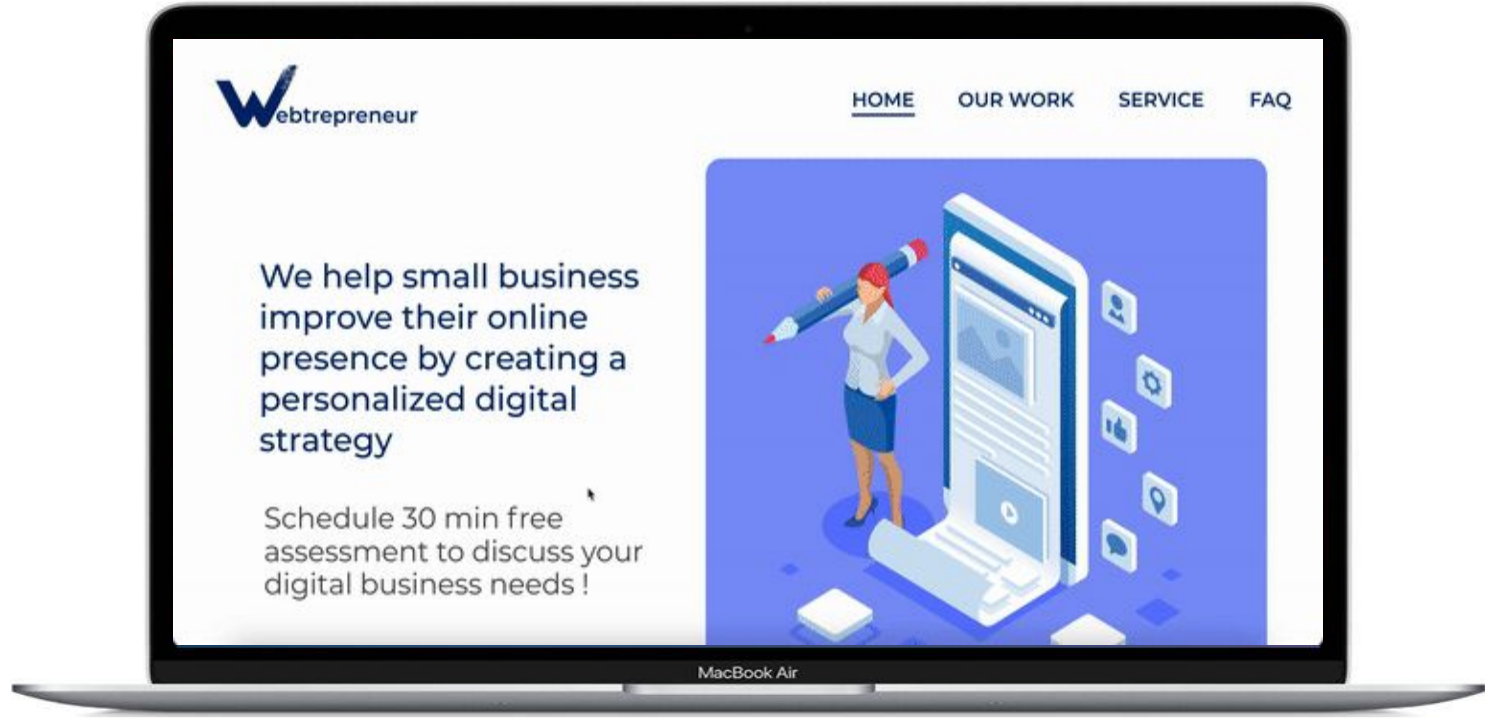 Webtrepreneur
HOME OUR WORK SERVICE FAQ
We help small business
improve their online
presence by creating a
personalized digital
strategy
Schedule 30 min free
assessment to discuss your
digital business needs !
MacBook Air